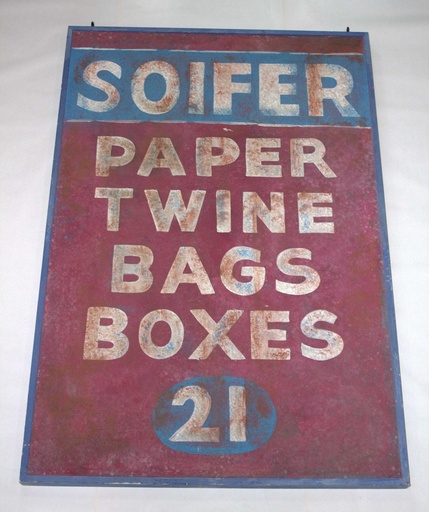 SOIFER
PAPER
TWINE
BAGS
BOXES
21